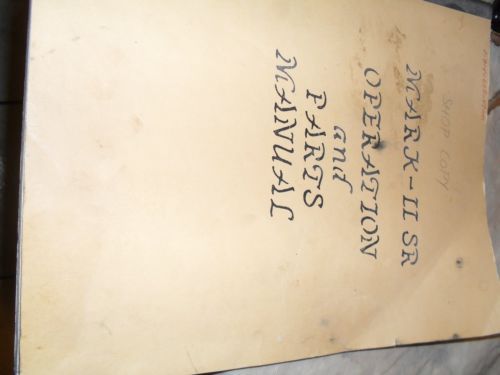 SHOP COPY
MARK-II SR
OPERATION
and
PARTS
MANUAL